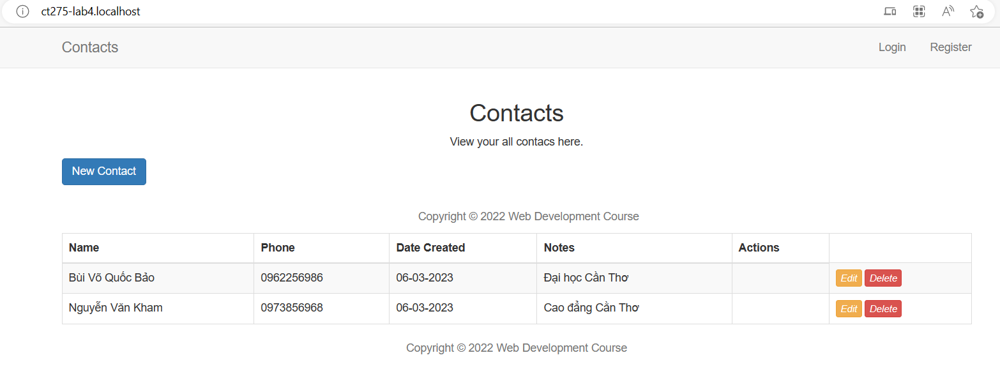 ct275-lab4.localhost
Contacts Login Register
Contacts
View your all contacs here.
New Contact
Copyright © 2022 Web Development Course
Name Phone Date Created Notes Actions
Bùi Võ Quốc Bảo 0962256986 06-03-2023 Đại học Cần Thơ Edit Delete
Nguyễn Văn Kham 0973856968 06-03-2023 Cao đẳng Cần Thơ Edit Delete
Copyright © 2022 Web Development Course